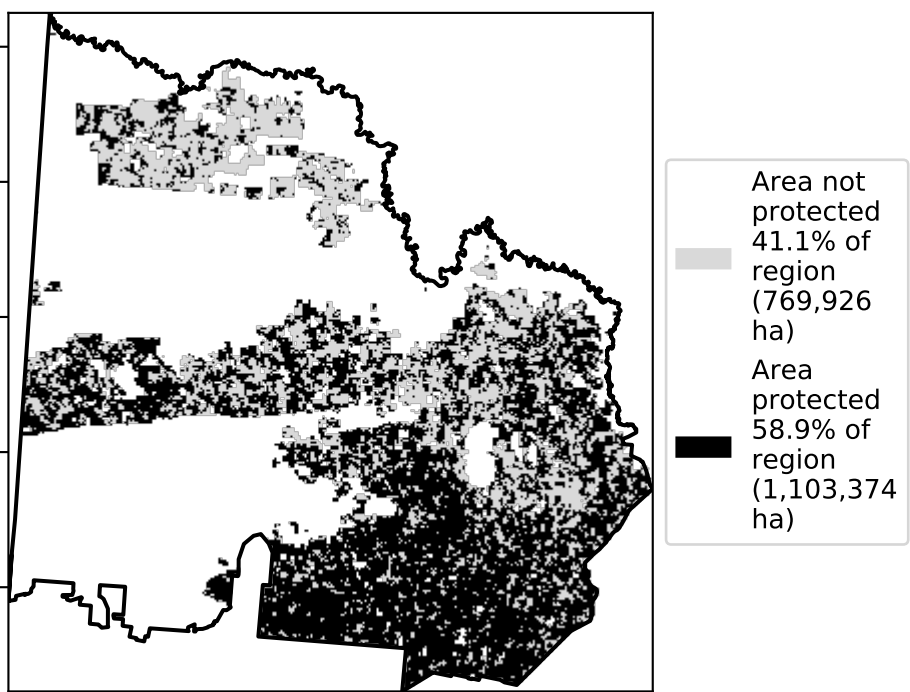 Area not
protected
41.1% of
region
(769,926
ha)
Area
protected
58.9% of
region
(1,103,374
ha)